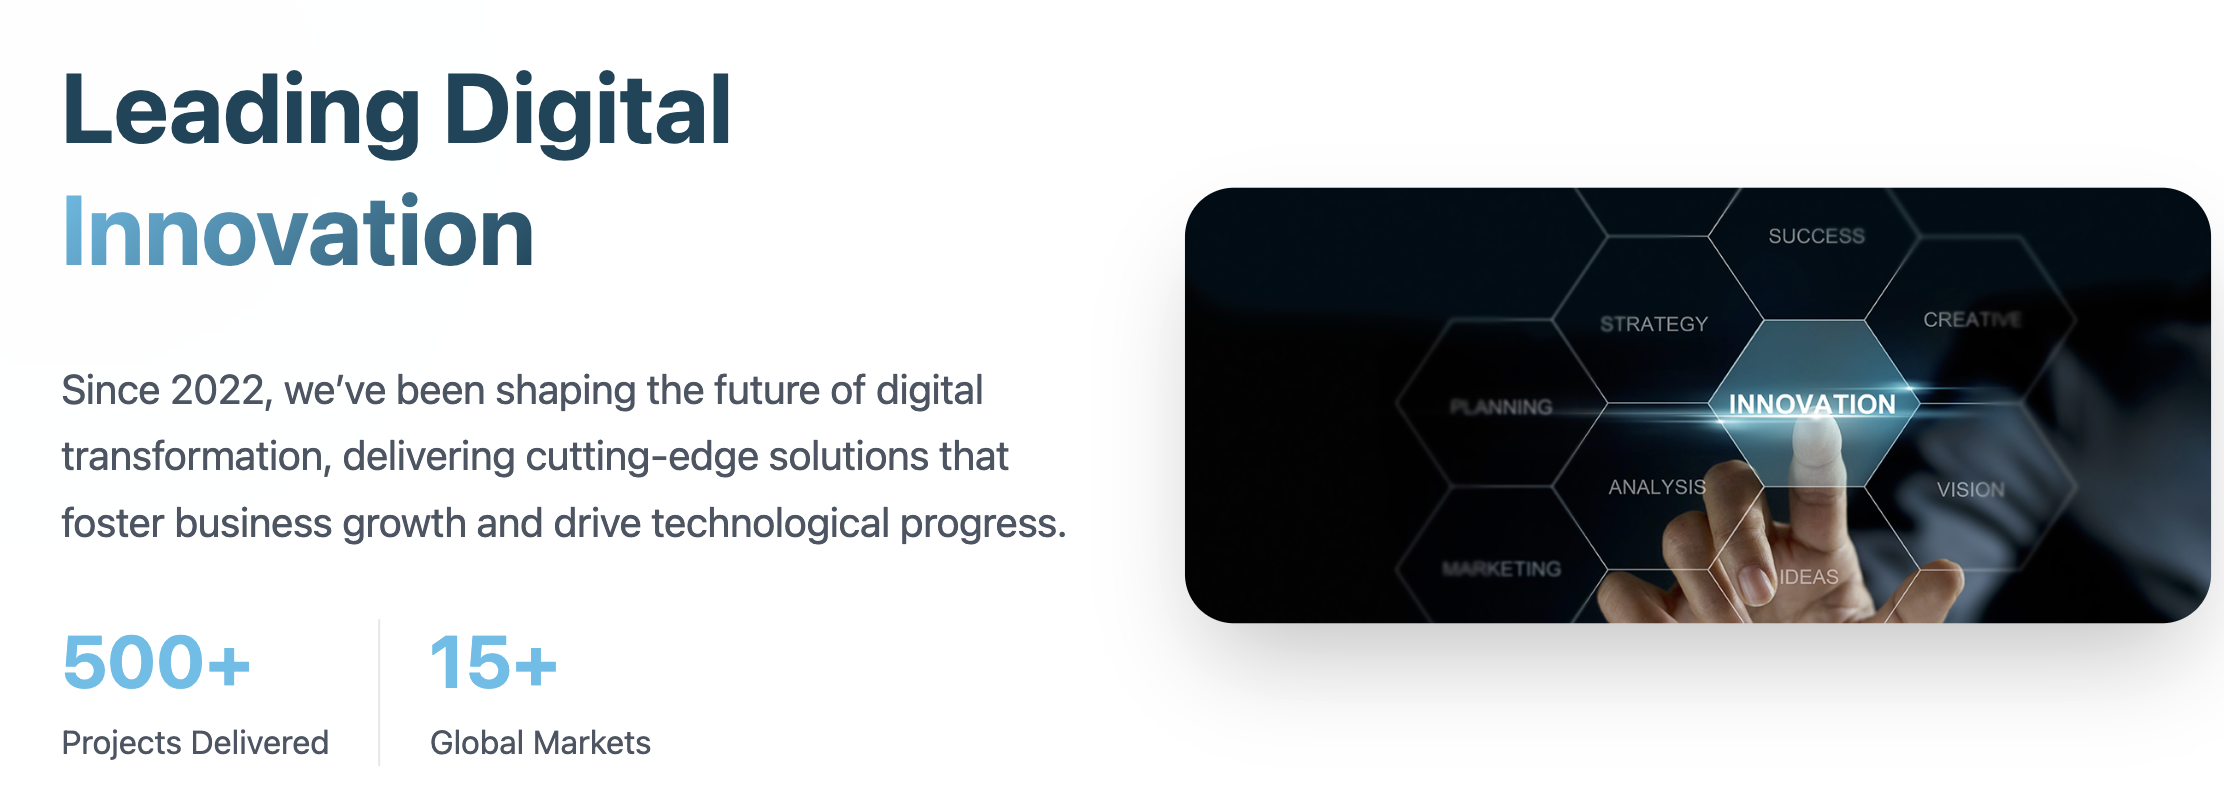 Leading Digital
Innovation
Since 2022, we’ve been shaping the future of digital
transformation, delivering cutting-edge solutions that
foster business growth and drive technological progress.
500+
Projects Delivered
15+
Global Markets
SUCCESS
STRATEGY
CREATIVE
PLANNING
INNOVATION
ANALYSIS
VISION
MARKETING
IDEAS